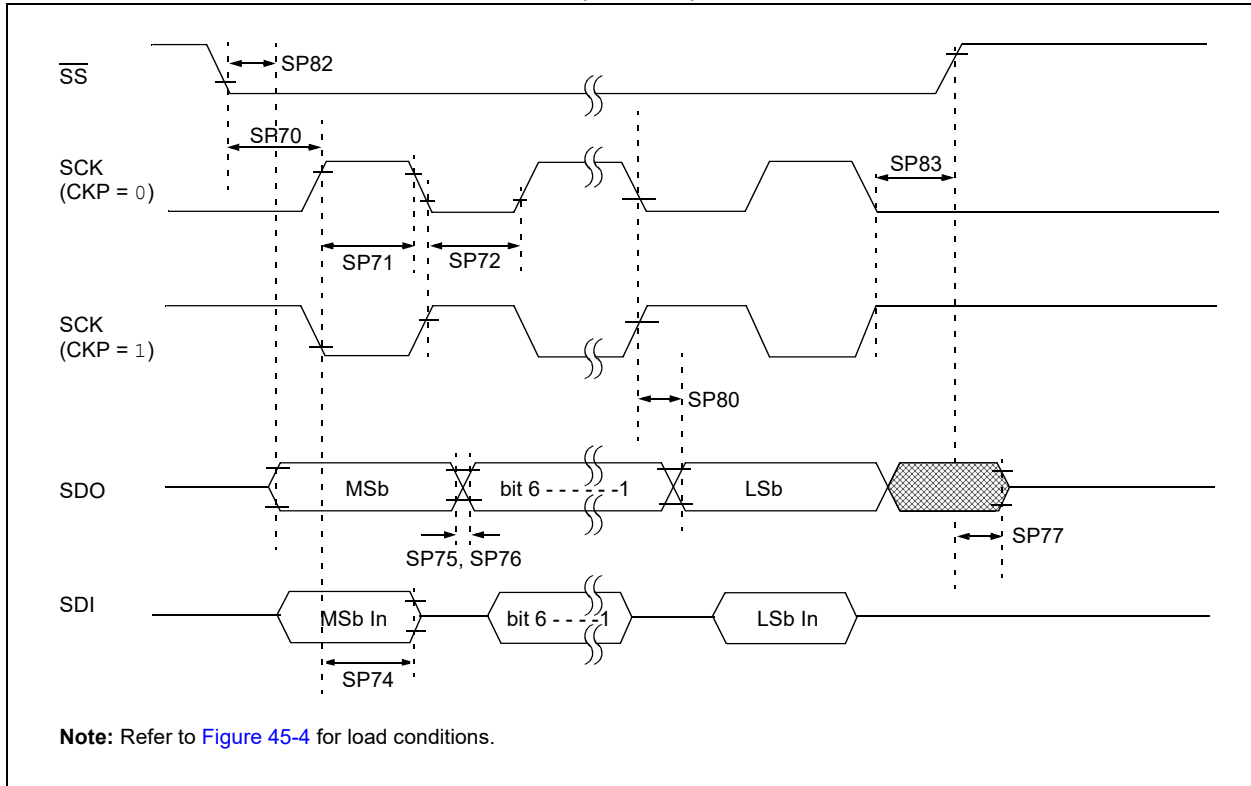 SS
SP82
SP70
SCK
(CKP = 0)
SP83
SP71
SP72
SCK
(CKP = 1)
SP80
SDO
MSb
bit 6 - - - - - -1
LSb
SP77
SP75, SP76
SDI
MSb In
bit 6 - - - -1
LSb In
SP74
Note: Refer to Figure 45-4 for load conditions.